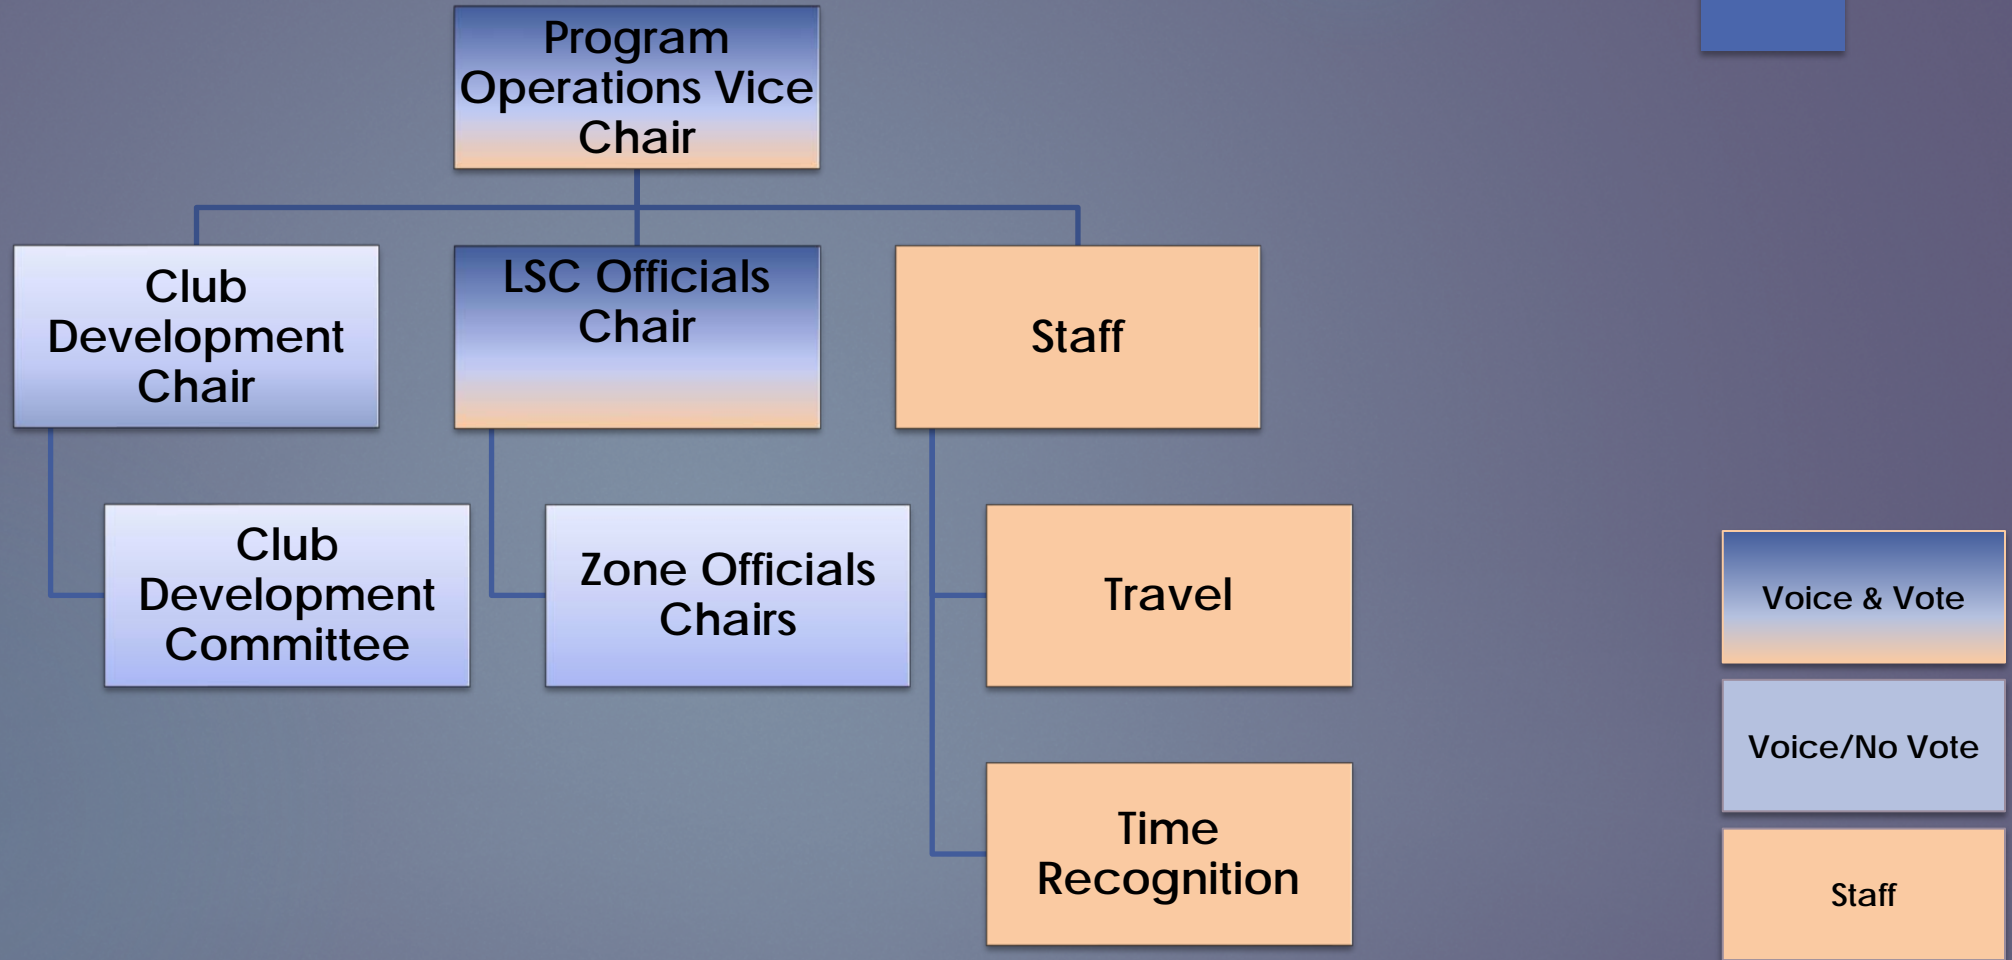 Program
Operations Vice
Chair
Club
Development
Chair
LSC Officials
Chair
Staff
Club
Development
Committee
Zone Officials
Chairs
Travel
Time
Recognition
Voice & Vote
Voice/No Vote
Staff